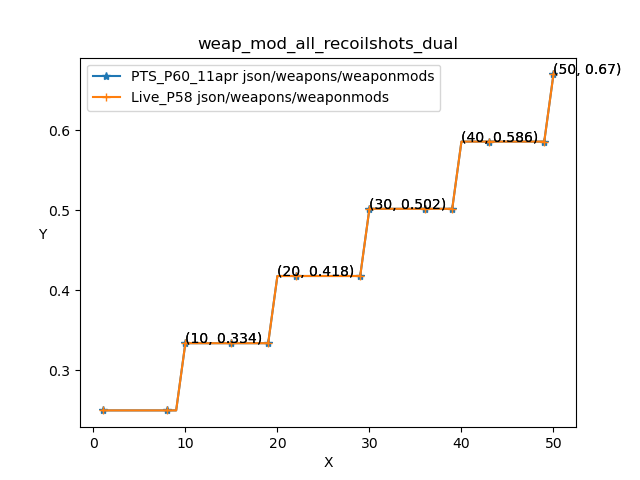 weap_mod_all_recoilshots_dual
PTS_P60_11apr json/weapons/weaponmods
Live_P58 json/weapons/weaponmods
(50, 0.67)
(40, 0.586)
(30, 0.502)
(20, 0.418)
(10, 0.334)
0.6
0.5
Y
0.4
0.3
0 10 20 30 40 50
X